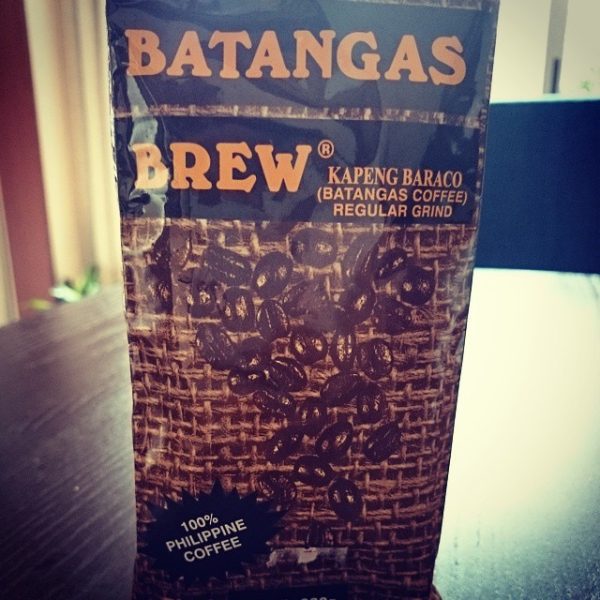 BATANGAS
BREW®
KAPENG BARACO
(BATANGAS COFFEE)
REGULAR GRIND
100%
PHILIPPINE
COFFEE